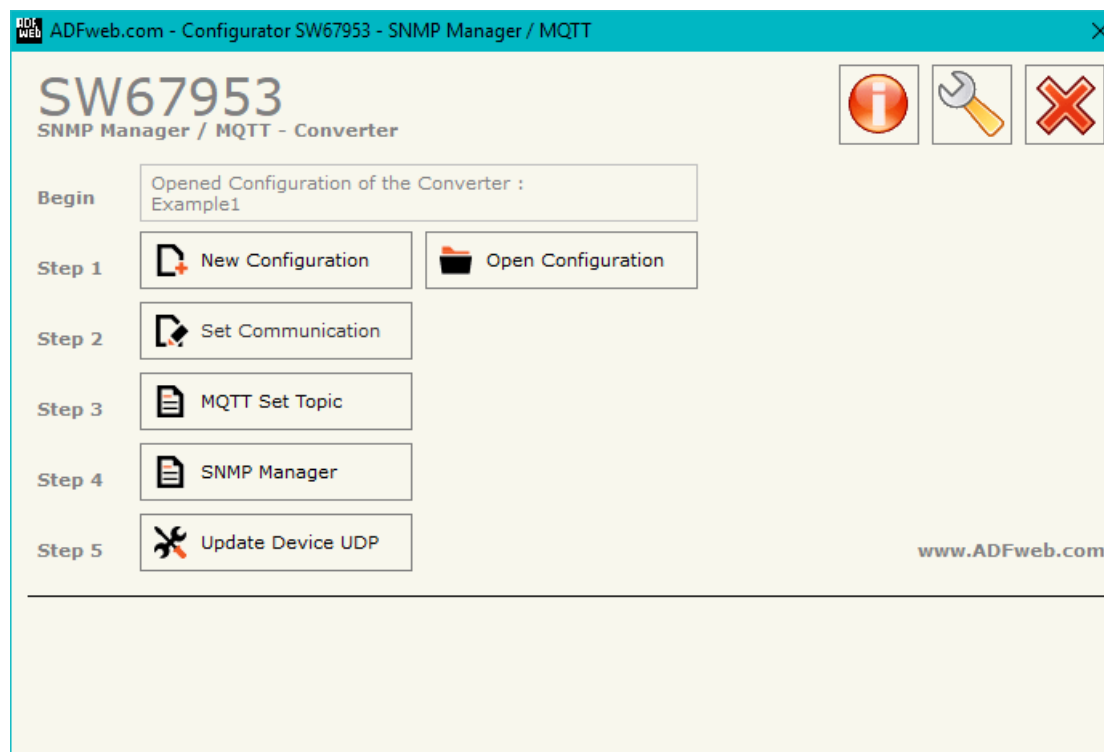 ADF WEB ADFweb.com - Configurator SW67953 - SNMP Manager / MQTT
SW67953
SNMP Manager / MQTT - Converter
Begin
Opened Configuration of the Converter :
Example1
Step 1
New Configuration
Open Configuration
Step 2
Set Communication
Step 3
MQTT Set Topic
Step 4
SNMP Manager
Step 5
Update Device UDP
www.ADFweb.com